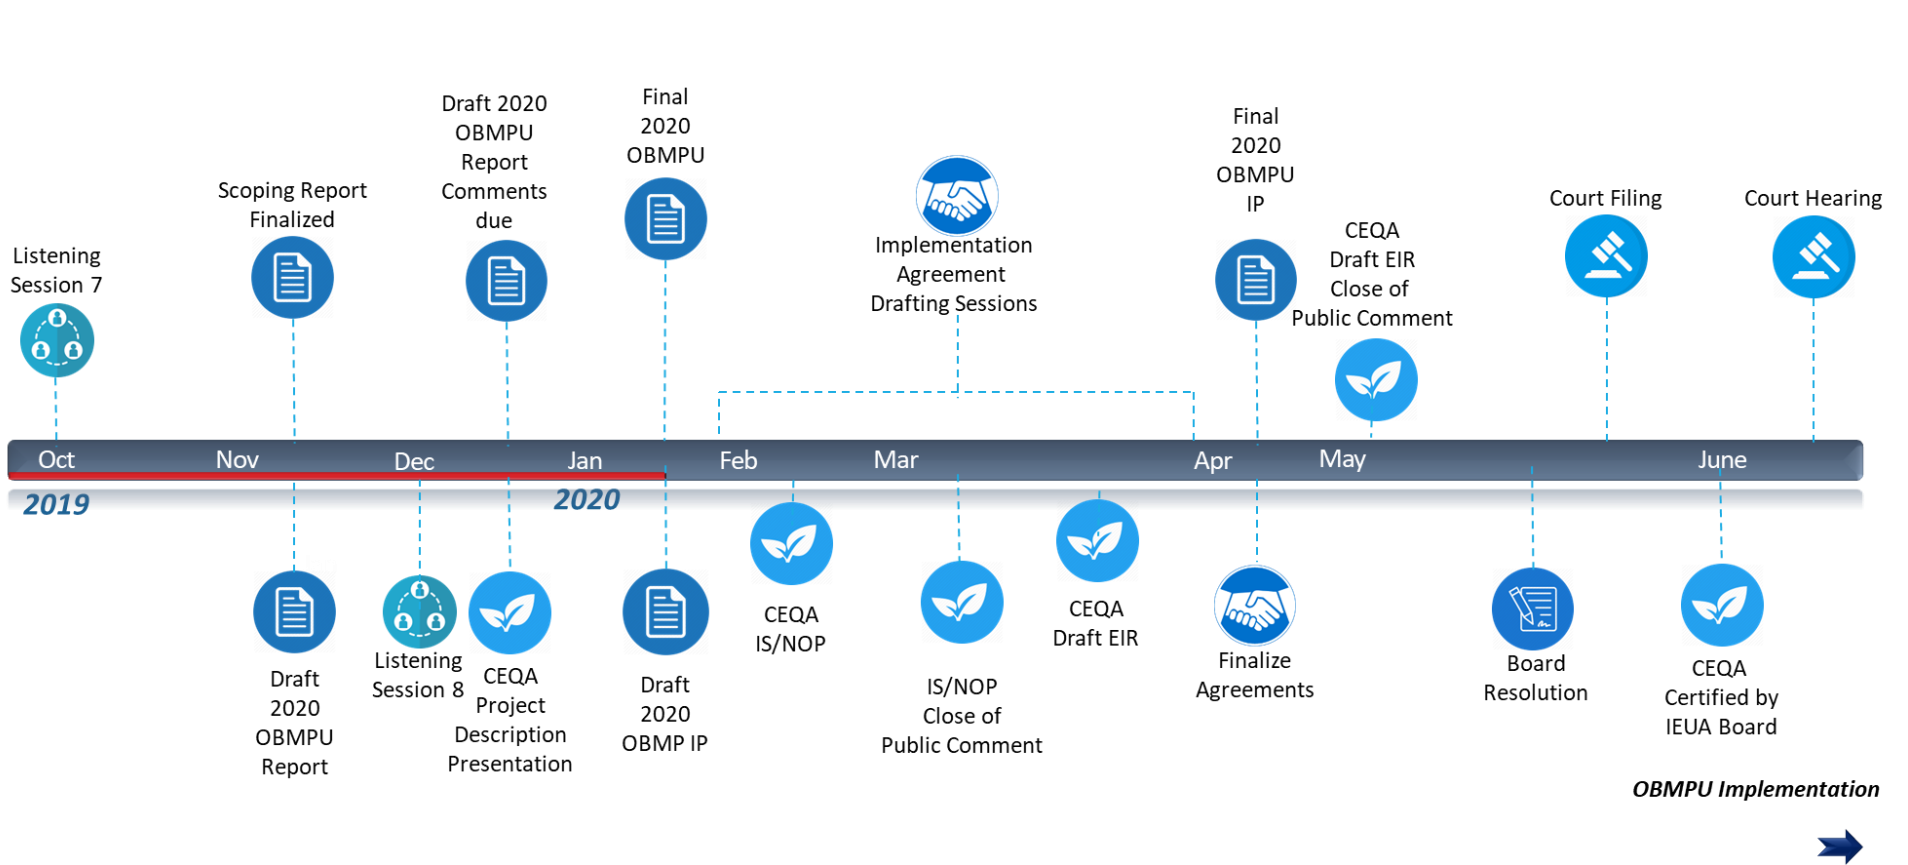 Listening
Session 7
Scoping Report
Finalized
Draft 2020
OBMPU
Report
Comments
due
Final
2020
OBMPU
Implementation
Agreement
Drafting Sessions
Final
2020
OBMPU
IP
CEQA
Draft EIR
Close of
Public Comment
Court Filing
Court Hearing
Oct
Nov
Dec
Jan
Feb
Mar
Apr
May
June
2019
2020
Draft
2020
OBMPU
Report
Listening
Session 8
CEQA
Project
Description
Presentation
Draft
2020
OBMP IP
CEQA
IS/NOP
IS/NOP
Close of
Public Comment
CEQA
Draft EIR
Finalize
Agreements
Board
Resolution
CEQA
Certified by
IEUA Board
OBMPU Implementation